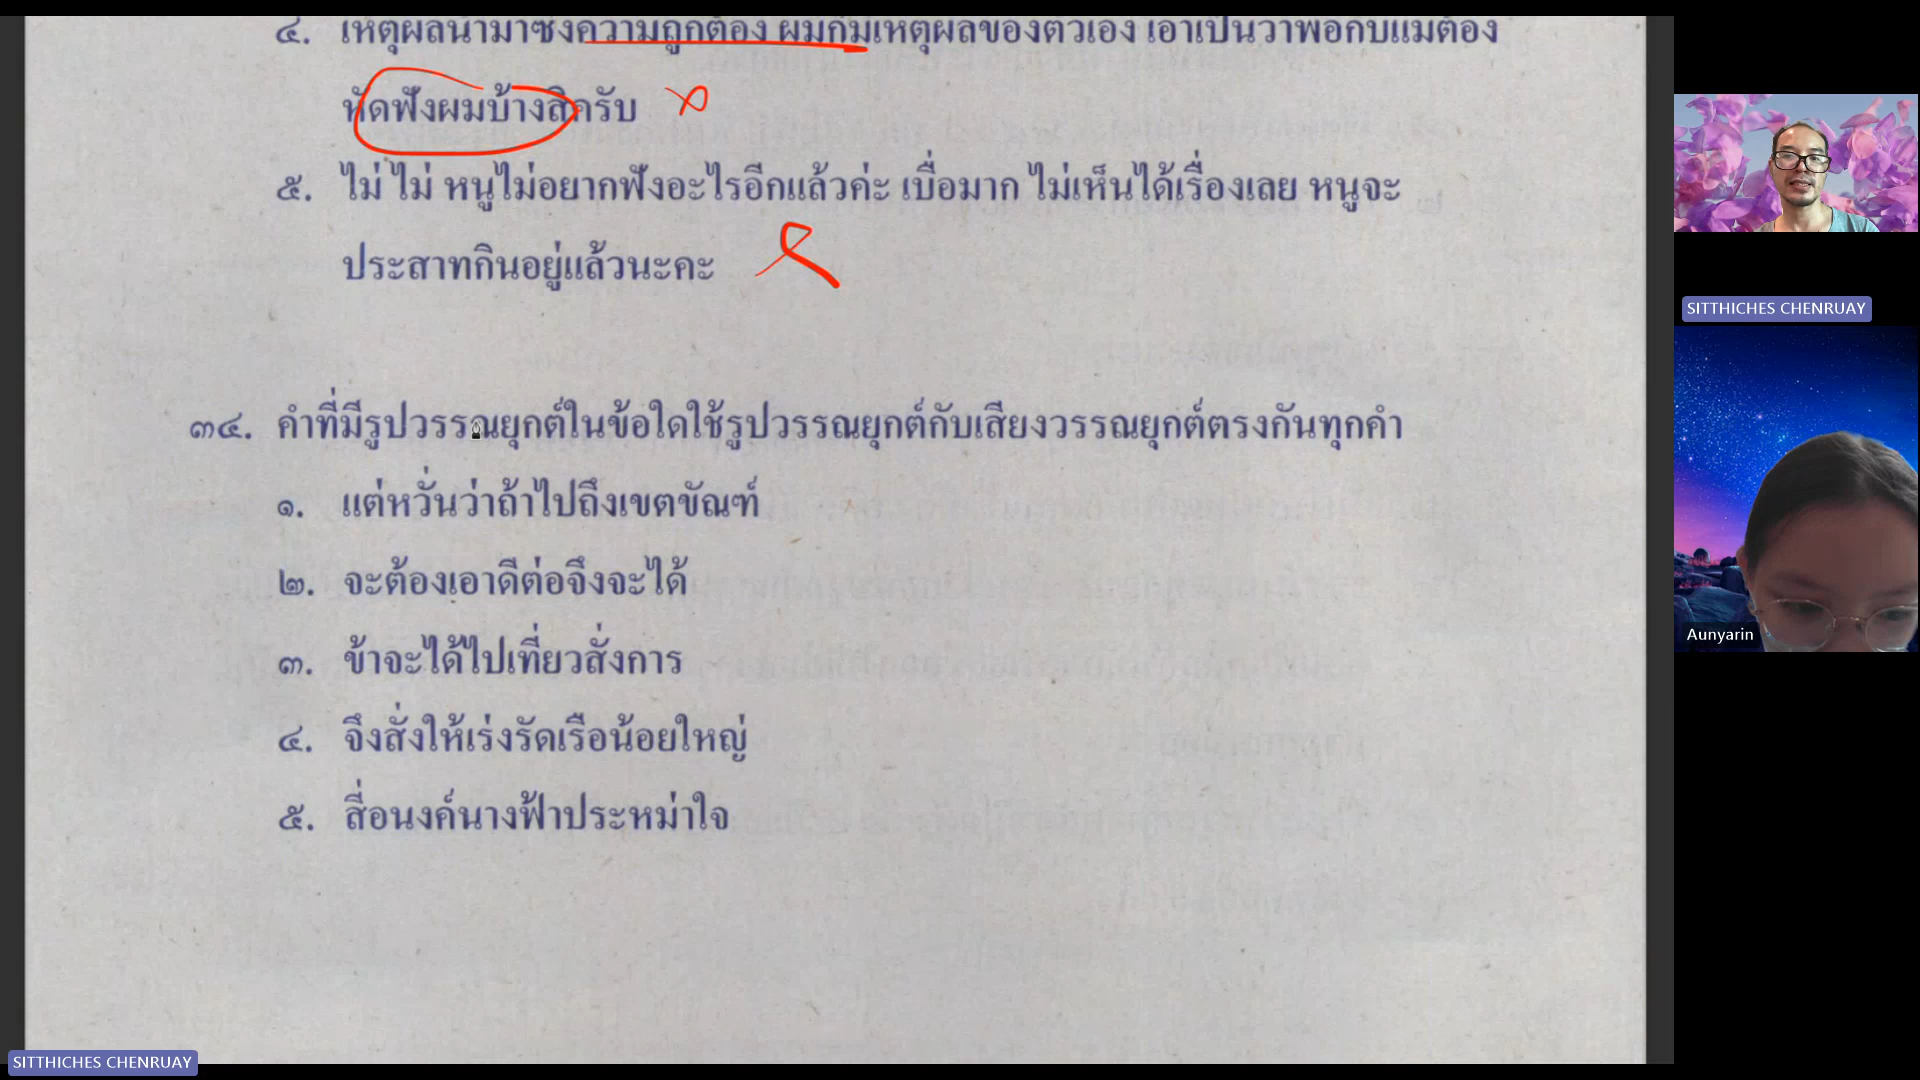 ๔. เหตุผลนำมาซึ่งความถูกต้อง ผมก็มีเหตุผลของตัวเอง เอาเป็นว่าพ่อกับแม่ต้อง
หัดฟังผมบ้างสิครับ
๕. ไม่ ไม่ หนูไม่อยากฟังอะไรอีกแล้วค่ะ เบื่อมาก ไม่เห็นได้เรื่องเลย หนูจะ
ประสาทกินอยู่แล้วนะคะ
๓๔. คำที่มีรูปวรรณยุกต์ในข้อใดใช้รูปวรรณยุกต์กับเสียงวรรณยุกต์ตรงกันทุกคำ
๑. แต่หวั่นว่าถ้าไปถึงเขตขัณฑ์
๒. จะต้องเอาดีต่อจึงจะได้
๓. ข้าจะได้ไปเที่ยวสั่งการ
๔. จึงสั่งให้เร่งรัดเรือน้อยใหญ่
๕. สี่อนงค์นางฟ้าประหม่าใจ
SITTHICHES CHENRUAY
Aunyarin
SITTHICHES CHENRUAY